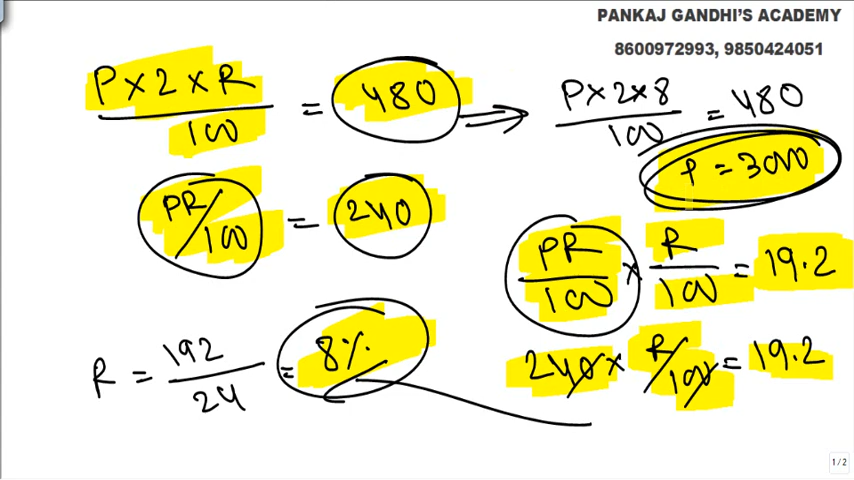 PANKAJ GANDHI'S ACADEMY
8600972993, 9850424051
P×2×R/100 = 480
⇒ P×2×8/100 = 480
P = 3000
PR/100 = 240
PR/100 × R/100 = 19.2
240 × R/100 = 19.2
R = 192/24 = 8%
1/2